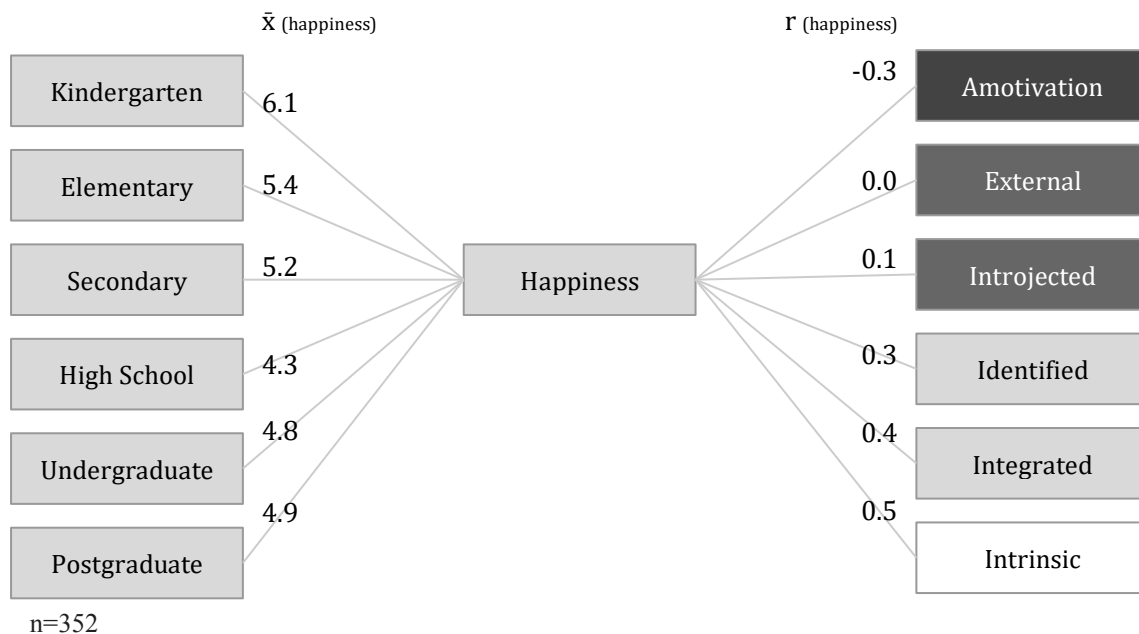 x̄ (happiness)
r (happiness)
Kindergarten
6.1
-0.3
Amotivation
Elementary
5.4
0.0
External
Secondary
5.2
Happiness
0.1
Introjected
High School
4.3
0.3
Identified
Undergraduate
4.8
0.4
Integrated
Postgraduate
4.9
0.5
Intrinsic
n=352